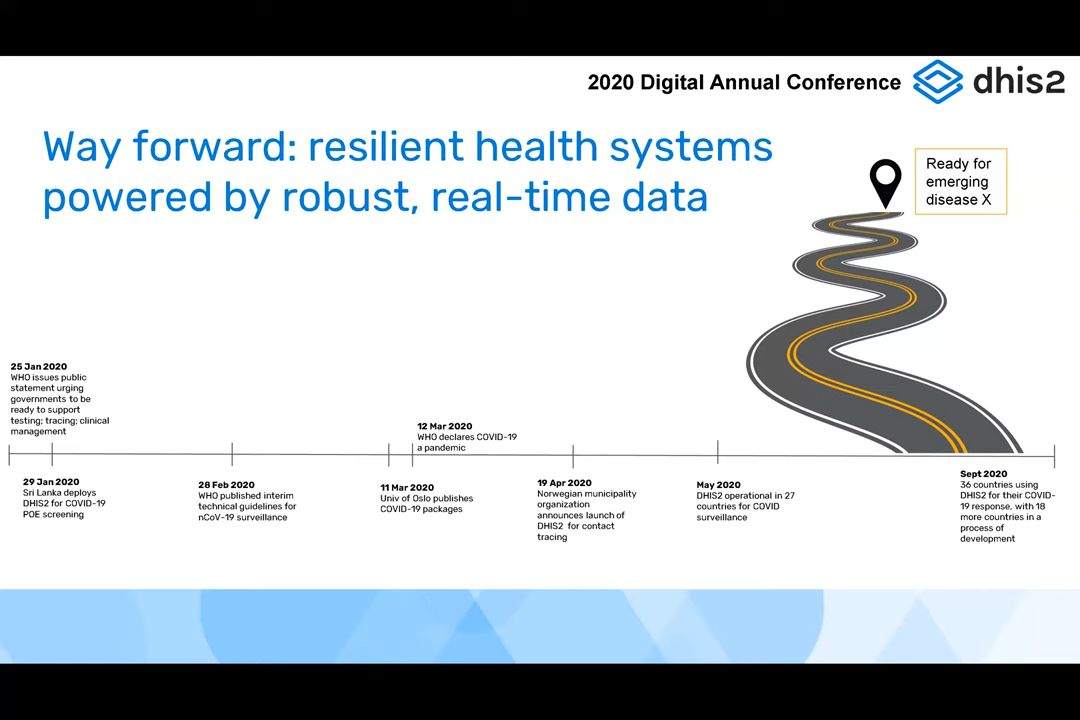 2020 Digital Annual Conference
dhis2
Way forward: resilient health systems
powered by robust, real-time data
Ready for
emerging
disease X
25 Jan 2020
WHO issues public
statement urging
governments to be
ready to support
testing; tracing; clinical
management
12 Mar 2020
WHO declares COVID-19
a pandemic
29 Jan 2020
Sri Lanka deploys
DHIS2 for COVID-19
POE screening
28 Feb 2020
WHO published interim
technical guidelines for
nCoV-19 surveillance
11 Mar 2020
Univ of Oslo publishes
COVID-19 packages
19 Apr 2020
Norwegian municipality
organization
announces launch of
DHIS2 for contact
tracing
May 2020
DHIS2 operational in 27
countries for COVID
surveillance
Sept 2020
36 countries using
DHIS2 for their COVID-
19 response, with 18
more countries in a
process of
development